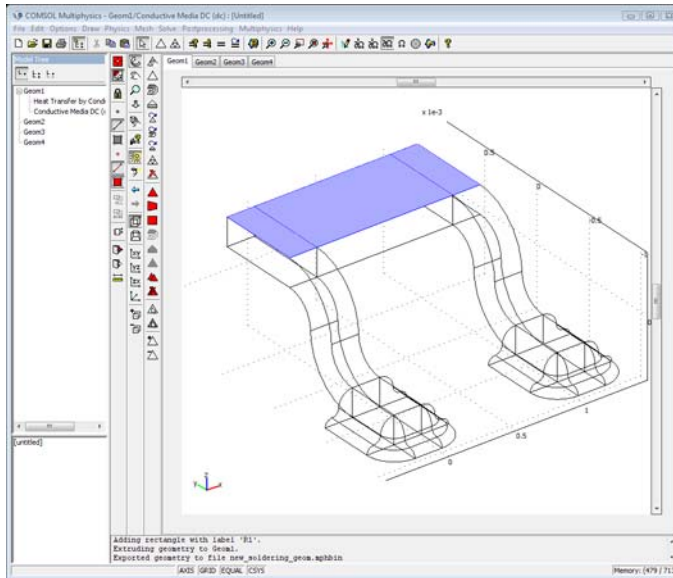 COMSOL Multiphysics - Geom1/Conductive Media DC (dc) : [Untitled]
File Edit Options Draw Physics Mesh Solve Postprocessing Multiphysics Help
Model Tree
Geom1 Geom2 Geom3 Geom4
Geom1
Heat Transfer by Condu
Conductive Media DC (
Geom2
Geom3
Geom4
x 1e-3
0.5
0
-0.5
-1
0
1
0.5
0
z
y x
[untitled]
Adding rectangle with label 'R1'.
Extruding geometry to Geom1.
Exported geometry to file new_soldering_geom.mphbin
AXIS GRID EQUAL CSYS
Memory: (479 / 71